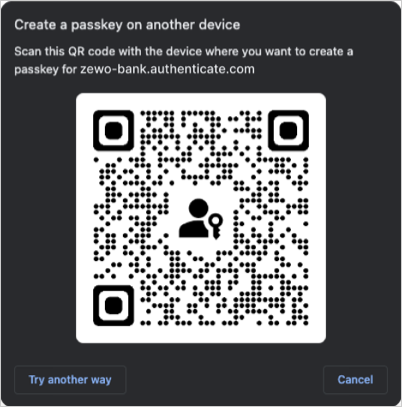 Create a passkey on another device
Scan this QR code with the device where you want to create a
passkey for zewo-bank.authenticate.com
Try another way
Cancel